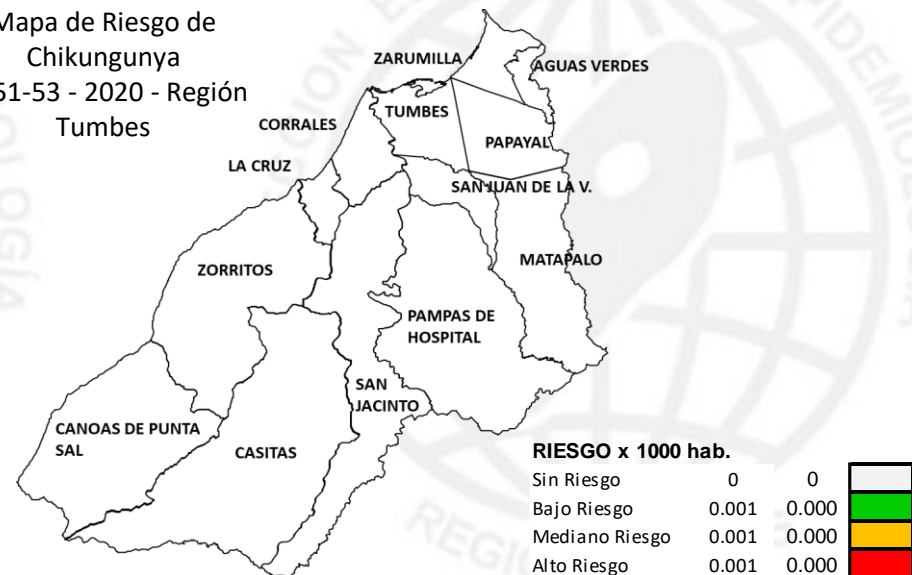 Mapa de Riesgo de
Chikungunya
51-53 - 2020 - Región
Tumbes
ZARUMILLA
AGUAS VERDES
CORRALES
TUMBES
PAPAYAL
LA CRUZ
SAN JUAN DE LA V.
ZORRITOS
MATAPALO
PAMPAS DE
HOSPITAL
SAN
JACINTO
CANOAS DE PUNTA
SAL
CASITAS
RIESGO x 1000 hab.
Sin Riesgo 0 0
Bajo Riesgo 0.001 0.000
Mediano Riesgo 0.001 0.000
Alto Riesgo 0.001 0.000